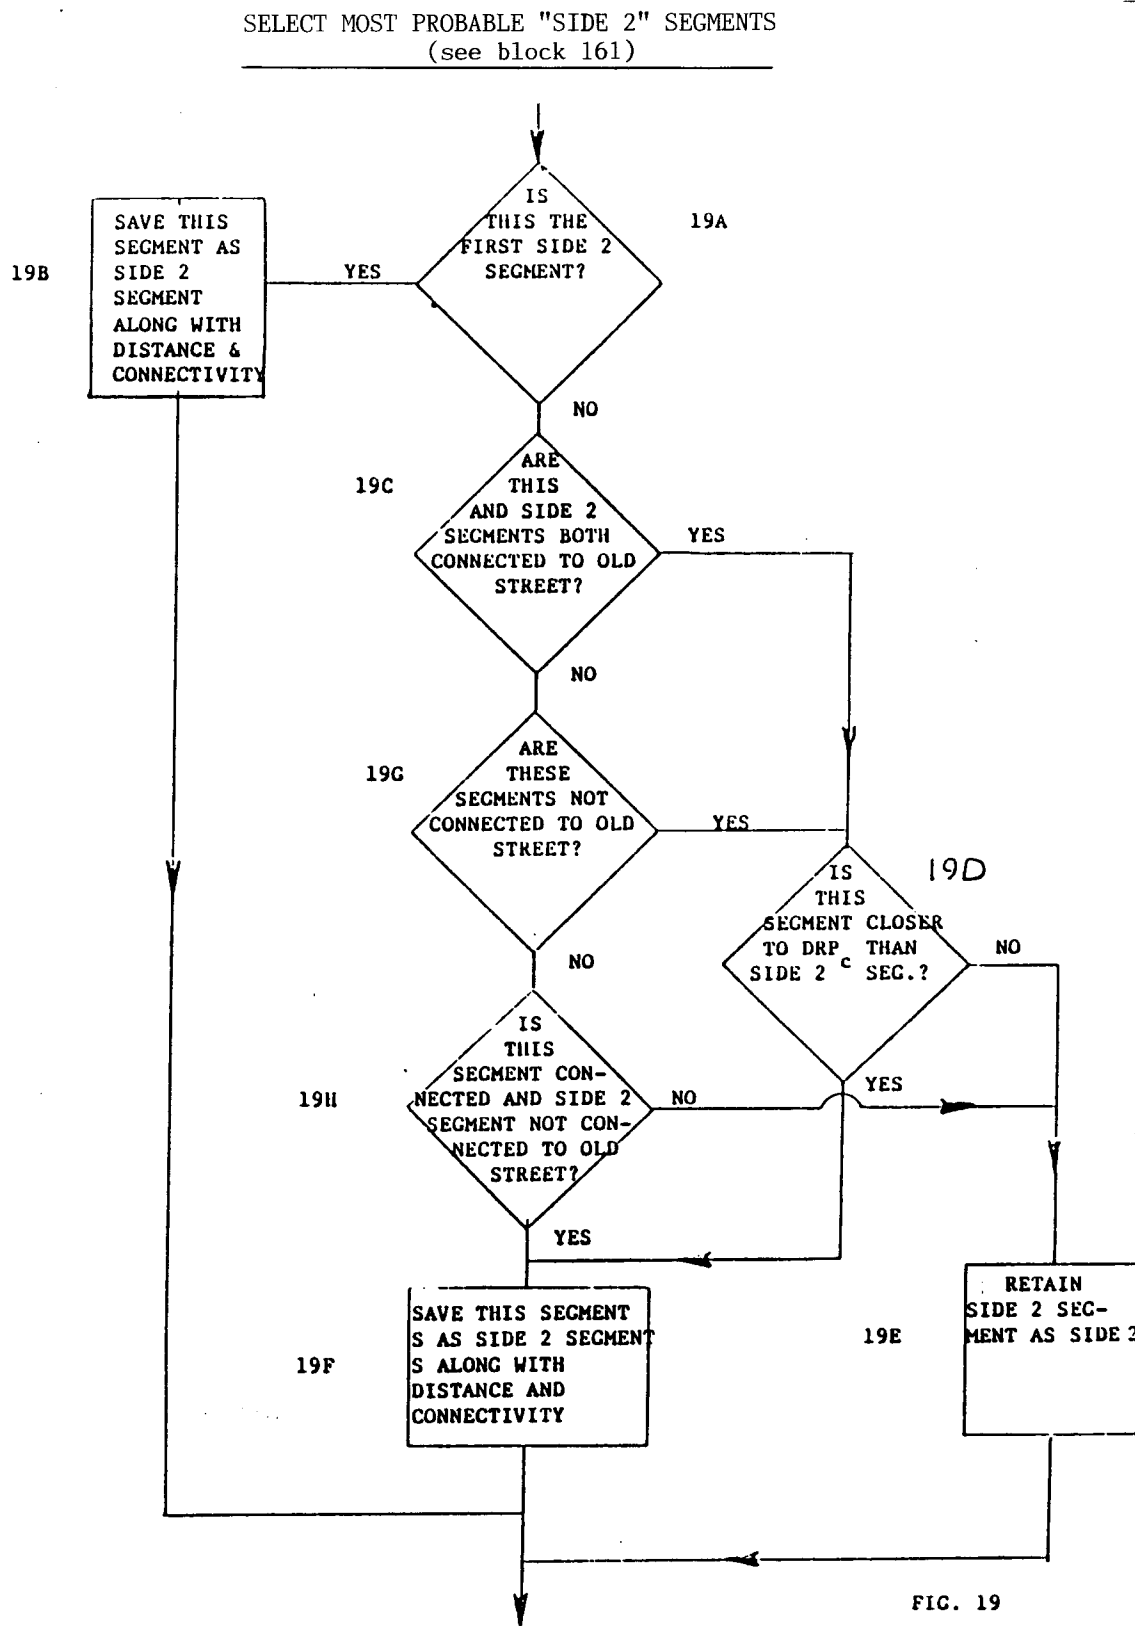 SELECT MOST PROBABLE "SIDE 2" SEGMENTS
(see block 161)
IS
THIS THE
FIRST SIDE 2
SEGMENT?
19A
SAVE THIS
SEGMENT AS
SIDE 2
SEGMENT
ALONG WITH
DISTANCE &
CONNECTIVITY
19B
YES
NO
ARE
THIS
AND SIDE 2
SEGMENTS BOTH
CONNECTED TO OLD
STREET?
19C
YES
NO
ARE
THESE
SEGMENTS NOT
CONNECTED TO OLD
STREET?
19G
YES
NO
IS
THIS
SEGMENT CLOSER
TO DRPc THAN
SIDE 2 SEG.?
19D
NO
YES
IS
THIS
SEGMENT CON-
NECTED AND SIDE 2
SEGMENT NOT CON-
NECTED TO OLD
STREET?
19H
NO
YES
SAVE THIS SEGMENT
S AS SIDE 2 SEGMENT
S ALONG WITH
DISTANCE AND
CONNECTIVITY
19F
RETAIN
SIDE 2 SEG-
MENT AS SIDE 2
19E
FIG. 19